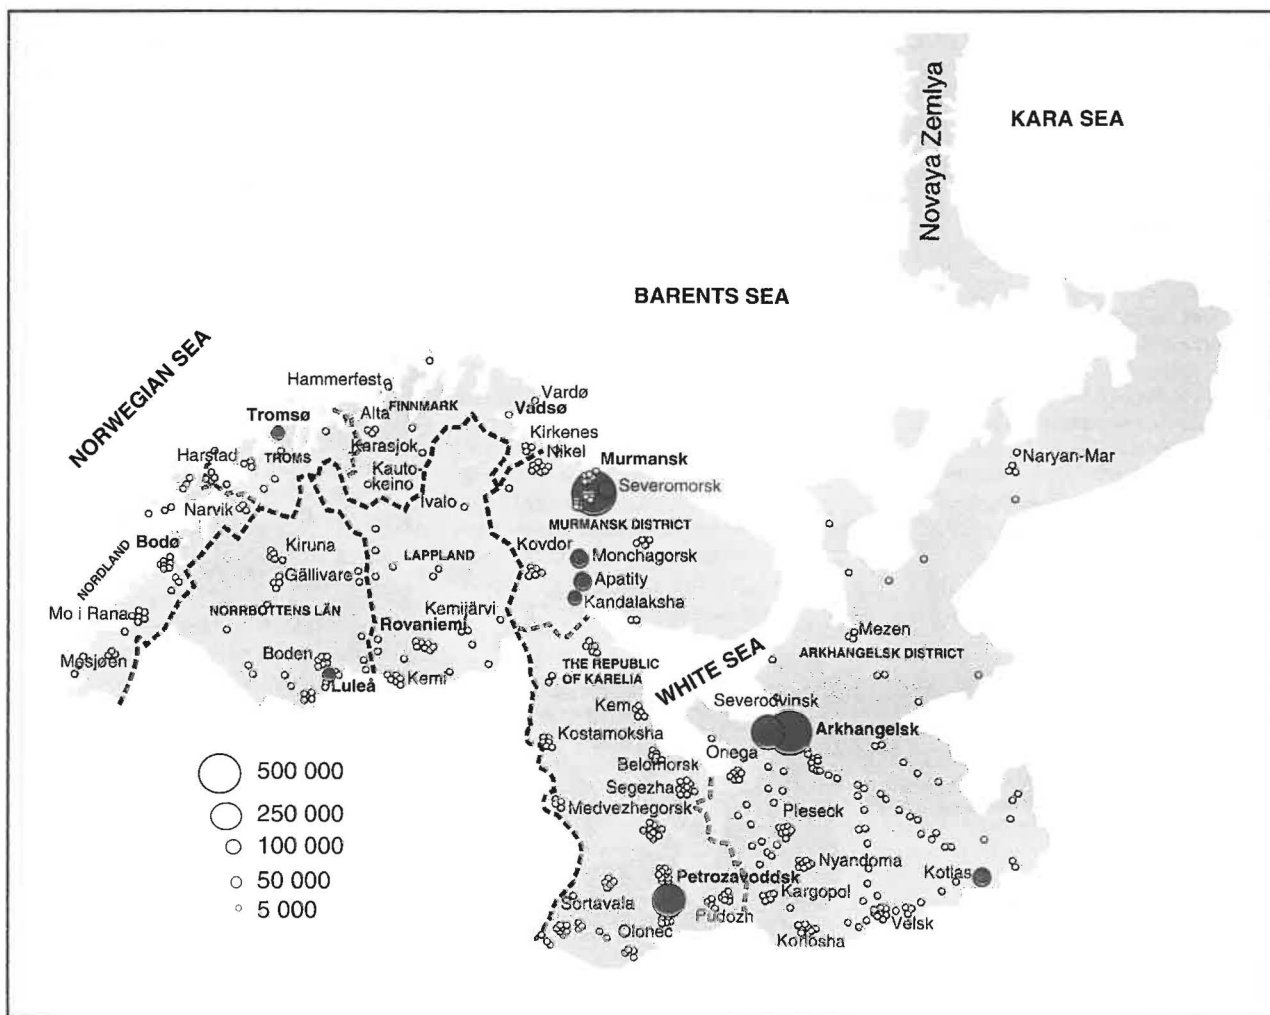 Novaya Zemlya
KARA SEA
BARENTS SEA
NORWEGIAN SEA
Hammerfest
Vardø
Alta
FINNMARK
Vadsø
Tromsø
Kirkenes
Karasjok
Nikel
Harstad
TROMS
Kauto-
keino
Murmansk
Naryan-Mar
Severomorsk
Ivalo
Narvik
MURMANSK DISTRICT
Bodø
NORDLAND
Kiruna
LAPPLAND
Kovdor
Monchagorsk
Gällivare
Apatity
Kandalaksha
Mo i Rana
NORRBOTTENS LÄN
Kemijärvi
Rovaniemi
Mezen
ARKHANGELSK DISTRICT
Mosjøen
Boden
THE REPUBLIC
OF KARELIA
WHITE SEA
Luleå
Kemi
Kem
Severodvinsk
Arkhangelsk
Kostamoksha
Onega
Belomorsk
500 000
Segezha
250 000
Medvezhegorsk
Pleseck
100 000
Nyandoma
50 000
Petrozavoddsk
Kotlas
5 000
Sortavala
Kargopol
Pudozh
Velsk
Olonec
Konosha